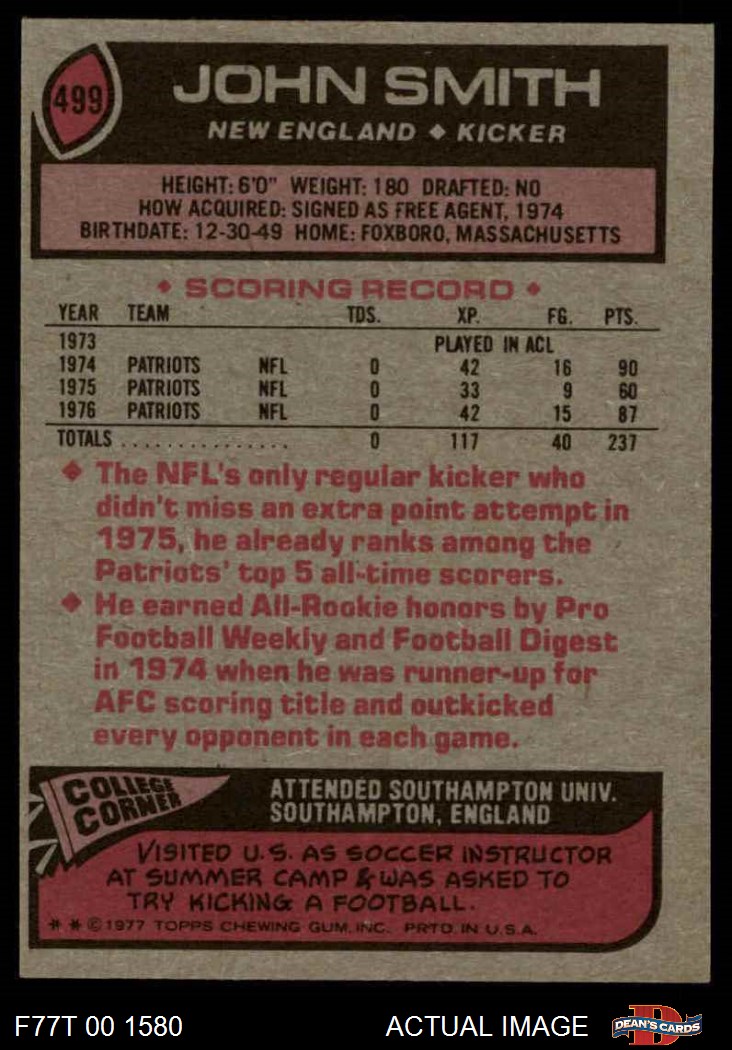 499
JOHN SMITH
NEW ENGLAND ◆ KICKER
HEIGHT: 6'0" WEIGHT: 180 DRAFTED: NO
HOW ACQUIRED: SIGNED AS FREE AGENT, 1974
BIRTHDATE: 12-30-49 HOME: FOXBORO, MASSACHUSETTS
◆ SCORING RECORD ◆
YEAR TEAM TDS. XP. FG. PTS.
1973 PLAYED IN ACL
1974 PATRIOTS NFL 0 42 16 90
1975 PATRIOTS NFL 0 33 9 60
1976 PATRIOTS NFL 0 42 15 87
TOTALS . . . . . . . . . . . . . . . 0 117 40 237
◆ The NFL's only regular kicker who
didn't miss an extra point attempt in
1975, he already ranks among the
Patriots' top 5 all-time scorers.
◆ He earned All-Rookie honors by Pro
Football Weekly and Football Digest
in 1974 when he was runner-up for
AFC scoring title and outkicked
every opponent in each game.
COLLEGE
CORNER
ATTENDED SOUTHAMPTON UNIV.
SOUTHAMPTON, ENGLAND
VISITED U.S. AS SOCCER INSTRUCTOR
AT SUMMER CAMP & WAS ASKED TO
TRY KICKING A FOOTBALL.
* * © 1977 TOPPS CHEWING GUM, INC. PRTD. IN U.S.A.
F77T 00 1580 ACTUAL IMAGE DEAN'S CARDS